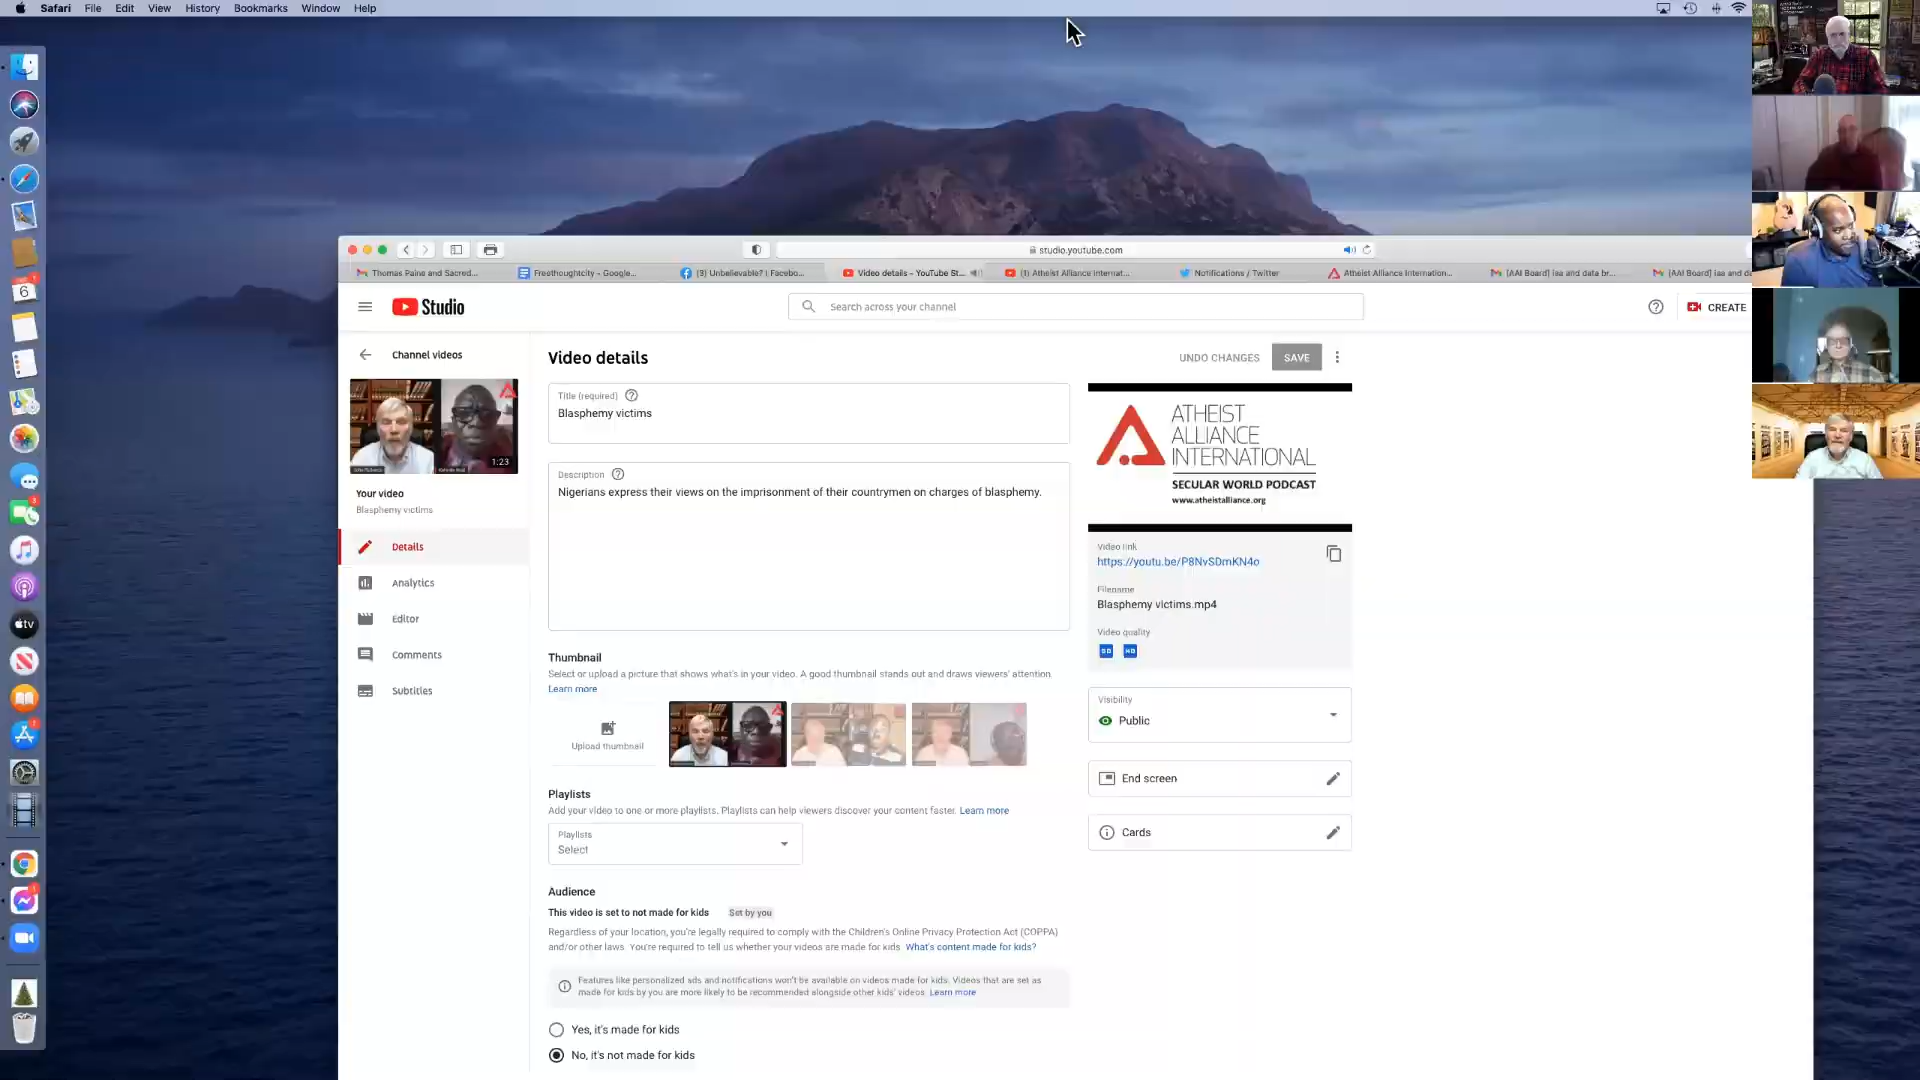 Safari File Edit View History Bookmarks Window Help
studio.youtube.com
Thomas Paine and Sacred...
Freethoughtcity - Google...
(3) Unbelievable? | Facebo...
Video details - YouTube St...
(1) Atheist Alliance Internat...
Notifications / Twitter
Atheist Alliance Internation...
[AAI Board] iea and data br...
[AAI Board] iea and d
Studio
Search across your channel
CREATE
Channel videos
1:23
Your video
Blasphemy victims
Details
Analytics
Editor
Comments
Subtitles
Video details
UNDO CHANGES
SAVE
Title (required)
Blasphemy victims
Description
Nigerians express their views on the imprisonment of their countrymen on charges of blasphemy.
Thumbnail
Select or upload a picture that shows what's in your video. A good thumbnail stands out and draws viewers' attention.
Learn more
Upload thumbnail
Playlists
Add your video to one or more playlists. Playlists can help viewers discover your content faster. Learn more
Playlists
Select
Audience
This video is set to not made for kids Set by you
Regardless of your location, you're legally required to comply with the Children's Online Privacy Protection Act (COPPA)
and/or other laws. You're required to tell us whether your videos are made for kids. What's content made for kids?
Features like personalized ads and notifications won't be available on videos made for kids. Videos that are set as
made for kids by you are more likely to be recommended alongside other kids' videos. Learn more
Yes, it's made for kids
No, it's not made for kids
ATHEIST
ALLIANCE
INTERNATIONAL
SECULAR WORLD PODCAST
www.atheistalliance.org
Video link
https://youtu.be/P8NvSDmKN4o
Filename
Blasphemy victims.mp4
Video quality
SD HD
Visibility
Public
End screen
Cards
6
tv